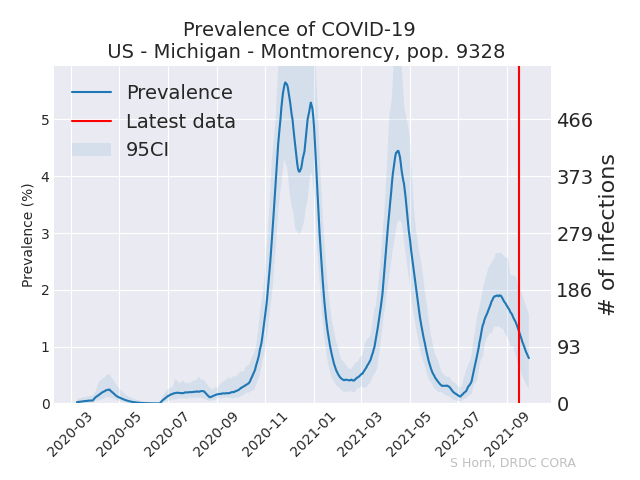 Prevalence of COVID-19
US - Michigan - Montmorency, pop. 9328
Prevalence
Latest data
95CI
Prevalence (%)
5
4
3
2
1
0
466
373
279
186
93
0
# of infections
2020-03
2020-05
2020-07
2020-09
2020-11
2021-01
2021-03
2021-05
2021-07
2021-09
S Horn, DRDC CORA